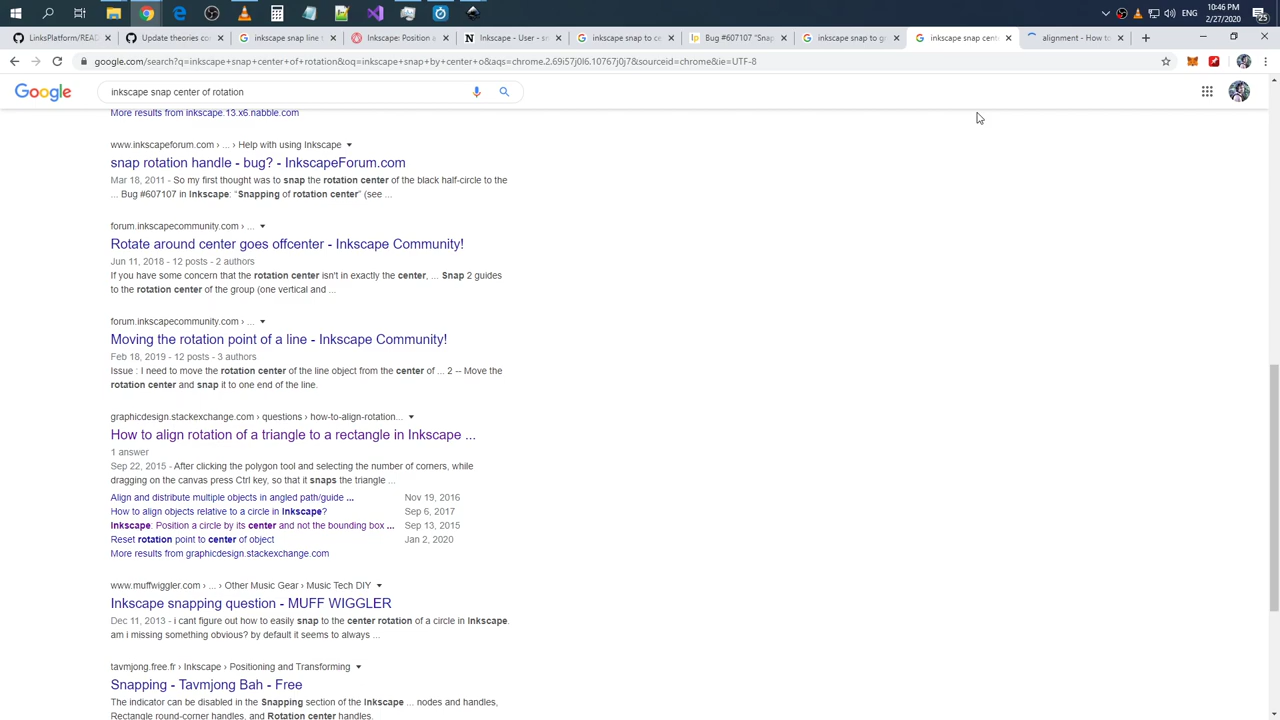 10:46 PM
ENG
2/27/2020
25
LinksPlatform/REA
Update theories co
inkscape snap line
Inkscape: Position a
Inkscape - User - sn
inkscape snap to ce
Bug #607107 "Snap
inkscape snap to gr
inkscape snap cent
alignment - How to
google.com/search?q=inkscape+snap+center+of+rotation&oq=inkscape+snap+by+center+o&aqs=chrome.2.69i57j0l6.10767j0j7&sourceid=chrome&ie=UTF-8
Google
inkscape snap center of rotation
More results from inkscape.13.x6.nabble.com
www.inkscapeforum.com › ... › Help with using Inkscape
snap rotation handle - bug? - InkscapeForum.com
Mar 18, 2011 - So my first thought was to snap the rotation center of the black half-circle to the
... Bug #607107 in Inkscape: “Snapping of rotation center” (see ...
forum.inkscapecommunity.com › ...
Rotate around center goes offcenter - Inkscape Community!
Jun 11, 2018 - 12 posts - 2 authors
If you have some concern that the rotation center isn't in exactly the center, ... Snap 2 guides
to the rotation center of the group (one vertical and ...
forum.inkscapecommunity.com › ...
Moving the rotation point of a line - Inkscape Community!
Feb 18, 2019 - 12 posts - 3 authors
Issue : I need to move the rotation center of the line object from the center of ... 2 -- Move the
rotation center and snap it to one end of the line.
graphicdesign.stackexchange.com › questions › how-to-align-rotation...
How to align rotation of a triangle to a rectangle in Inkscape ...
1 answer
Sep 22, 2015 - After clicking the polygon tool and selecting the number of corners, while
dragging on the canvas press Ctrl key, so that it snaps the triangle ...
Align and distribute multiple objects in angled path/guide ... Nov 19, 2016
How to align objects relative to a circle in Inkscape? Sep 6, 2017
Inkscape: Position a circle by its center and not the bounding box ... Sep 13, 2015
Reset rotation point to center of object Jan 2, 2020
More results from graphicdesign.stackexchange.com
www.muffwiggler.com › ... › Other Music Gear › Music Tech DIY
Inkscape snapping question - MUFF WIGGLER
Dec 11, 2013 - i cant figure out how to easily snap to the center rotation of a circle in Inkscape.
am i missing something obvious? by default it seems to always ...
tavmjong.free.fr › Inkscape › Positioning and Transforming
Snapping - Tavmjong Bah - Free
The indicator can be disabled in the Snapping section of the Inkscape ... nodes and handles,
Rectangle round-corner handles, and Rotation center handles.